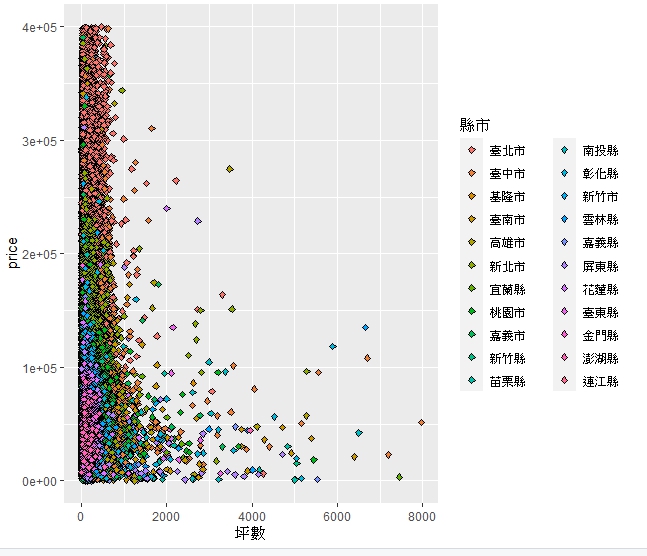 4e+05
3e+05
2e+05
1e+05
0e+00
price
0
2000
4000
6000
8000
坪數
縣市
臺北市
臺中市
基隆市
臺南市
高雄市
新北市
宜蘭縣
桃園市
嘉義市
新竹縣
苗栗縣
南投縣
彰化縣
新竹市
雲林縣
嘉義縣
屏東縣
花蓮縣
臺東縣
金門縣
澎湖縣
連江縣